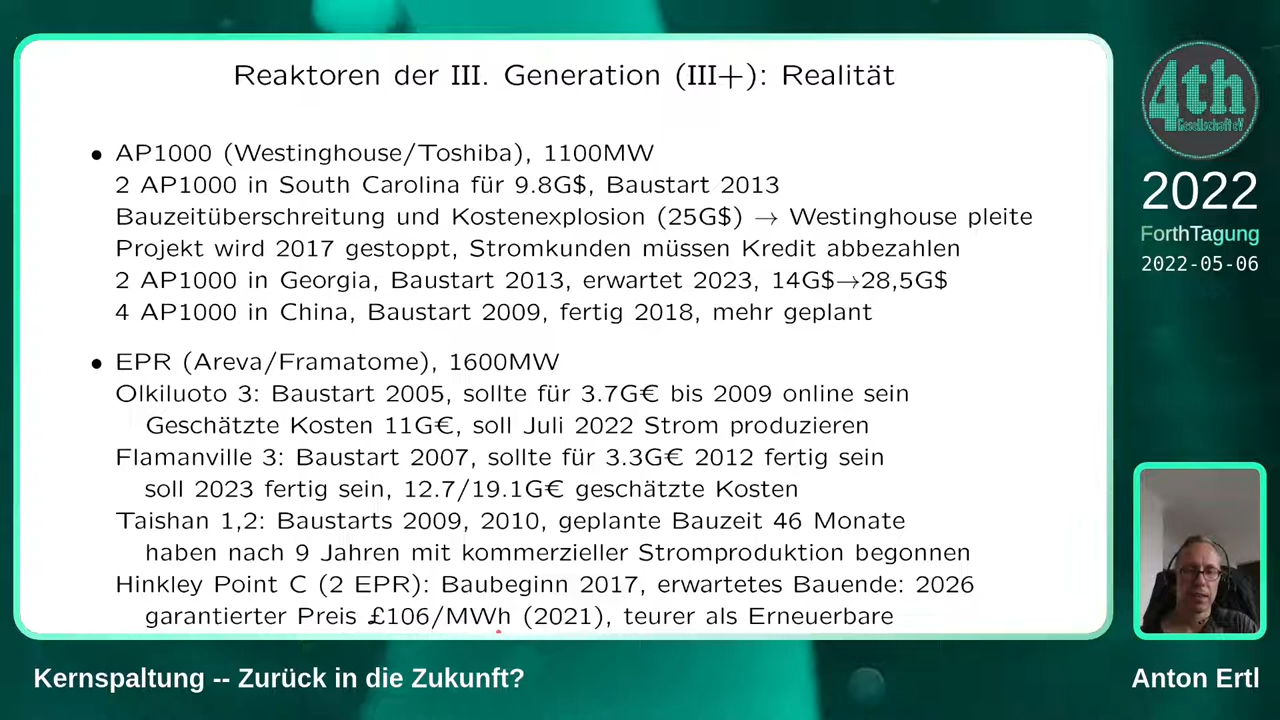 Reaktoren der III. Generation (III+): Realität
• AP1000 (Westinghouse/Toshiba), 1100MW
2 AP1000 in South Carolina für 9.8G$, Baustart 2013
Bauzeitüberschreitung und Kostenexplosion (25G$) → Westinghouse pleite
Projekt wird 2017 gestoppt, Stromkunden müssen Kredit abbezahlen
2 AP1000 in Georgia, Baustart 2013, erwartet 2023, 14G$→28,5G$
4 AP1000 in China, Baustart 2009, fertig 2018, mehr geplant
• EPR (Areva/Framatome), 1600MW
Olkiluoto 3: Baustart 2005, sollte für 3.7G€ bis 2009 online sein
Geschätzte Kosten 11G€, soll Juli 2022 Strom produzieren
Flamanville 3: Baustart 2007, sollte für 3.3G€ 2012 fertig sein
soll 2023 fertig sein, 12.7/19.1G€ geschätzte Kosten
Taishan 1,2: Baustarts 2009, 2010, geplante Bauzeit 46 Monate
haben nach 9 Jahren mit kommerzieller Stromproduktion begonnen
Hinkley Point C (2 EPR): Baubeginn 2017, erwartetes Bauende: 2026
garantierter Preis £106/MWh (2021), teurer als Erneuerbare
4th
Gesellschaft eV
2022
ForthTagung
2022-05-06
Kernspaltung -- Zurück in die Zukunft?
Anton Ertl